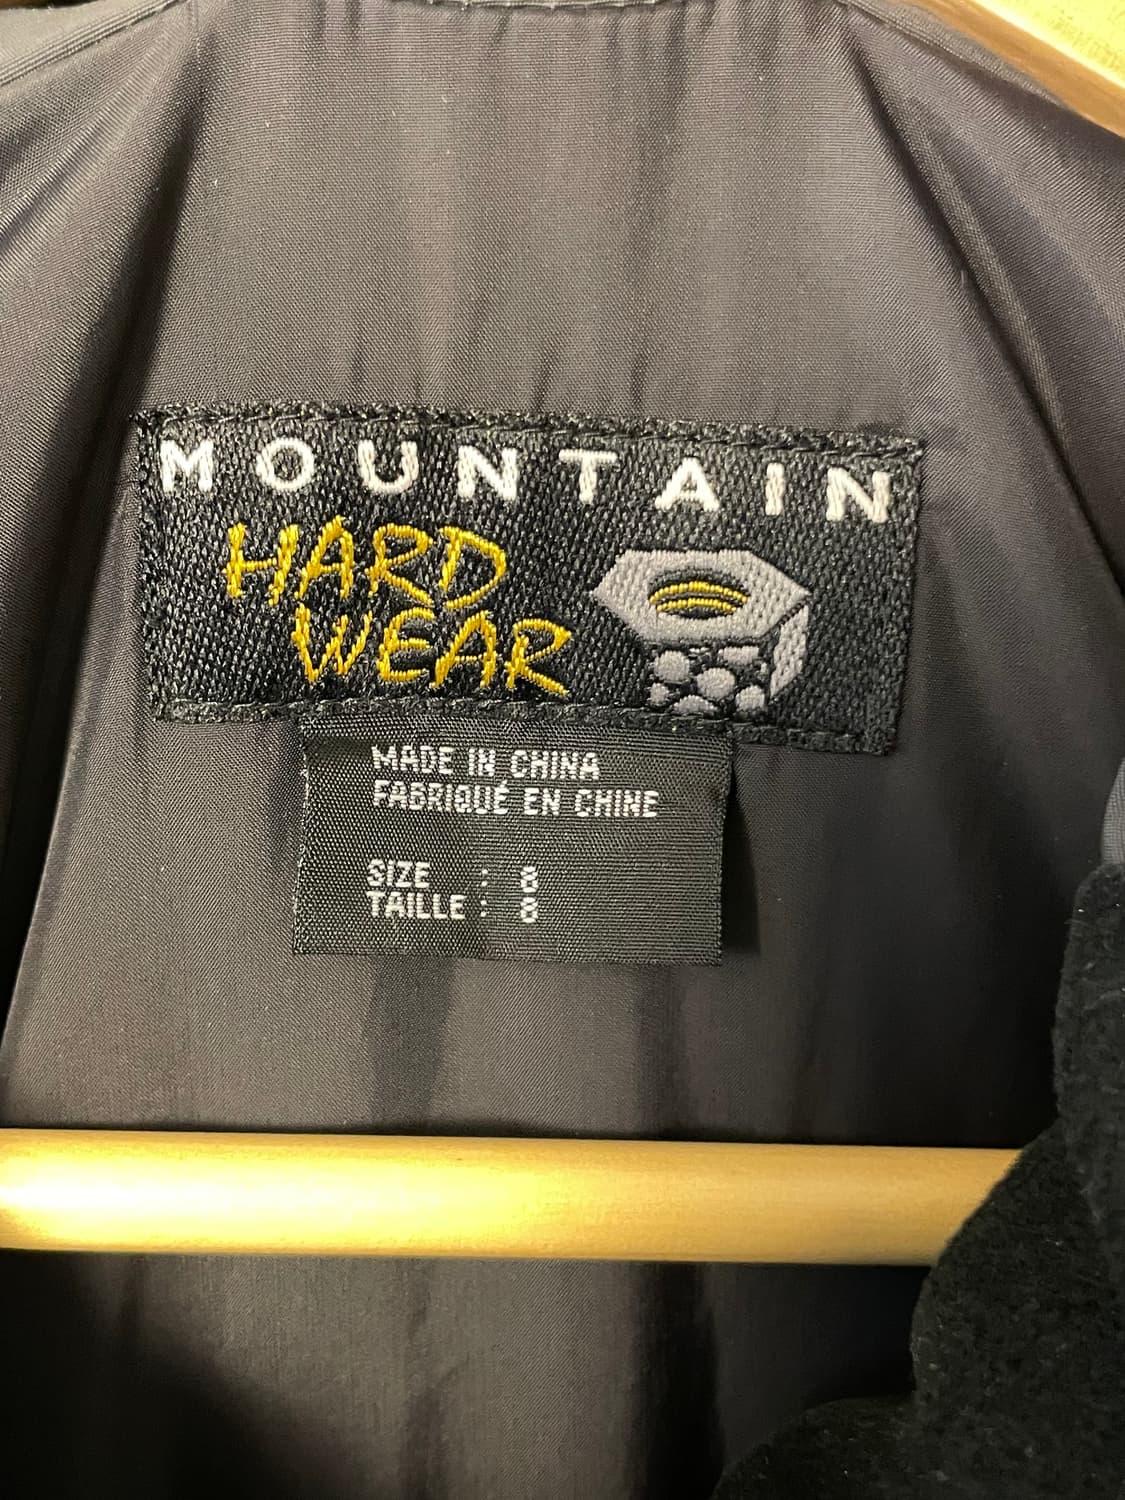 MOUNTAIN
HARD
WEAR
MADE IN CHINA
FABRIQUÉ EN CHINE
SIZE : 8
TAILLE : 8